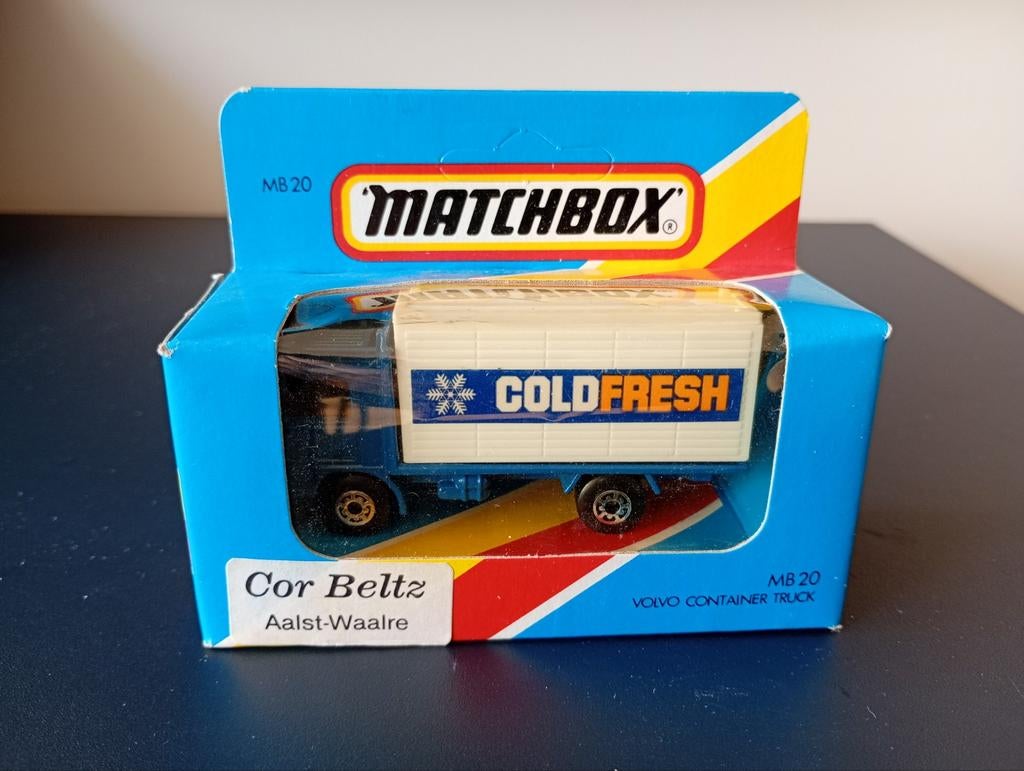 MB 20
'MATCHBOX'®
COLDFRESH
Cor Beltz
Aalst-Waalre
MB 20
VOLVO CONTAINER TRUCK